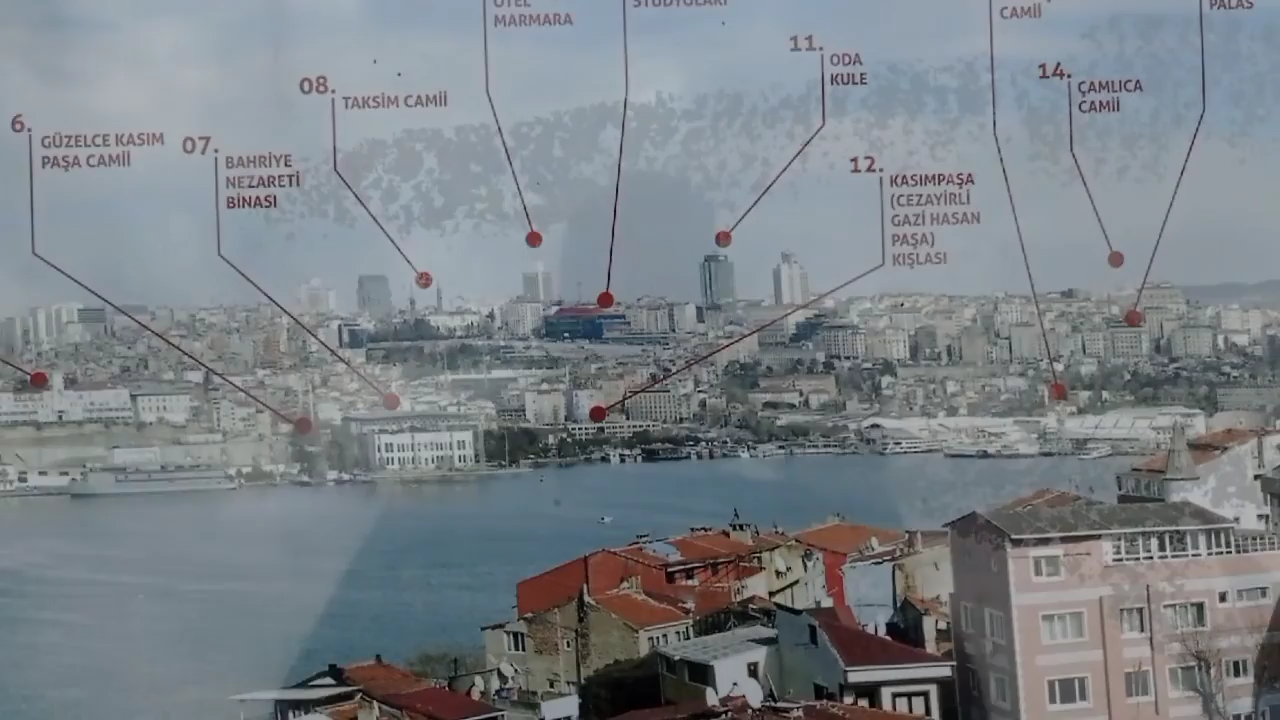 OTEL
MARMARA
STÜDYOLARI
CAMİİ
PALAS
11.
ODA
KULE
14.
ÇAMLICA
CAMİİ
08.
TAKSİM CAMİİ
6.
GÜZELCE KASIM
PAŞA CAMİİ
07.
BAHRİYE
NEZARETİ
BİNASI
12.
KASIMPAŞA
(CEZAYİRLİ
GAZİ HASAN
PAŞA)
KIŞLASI